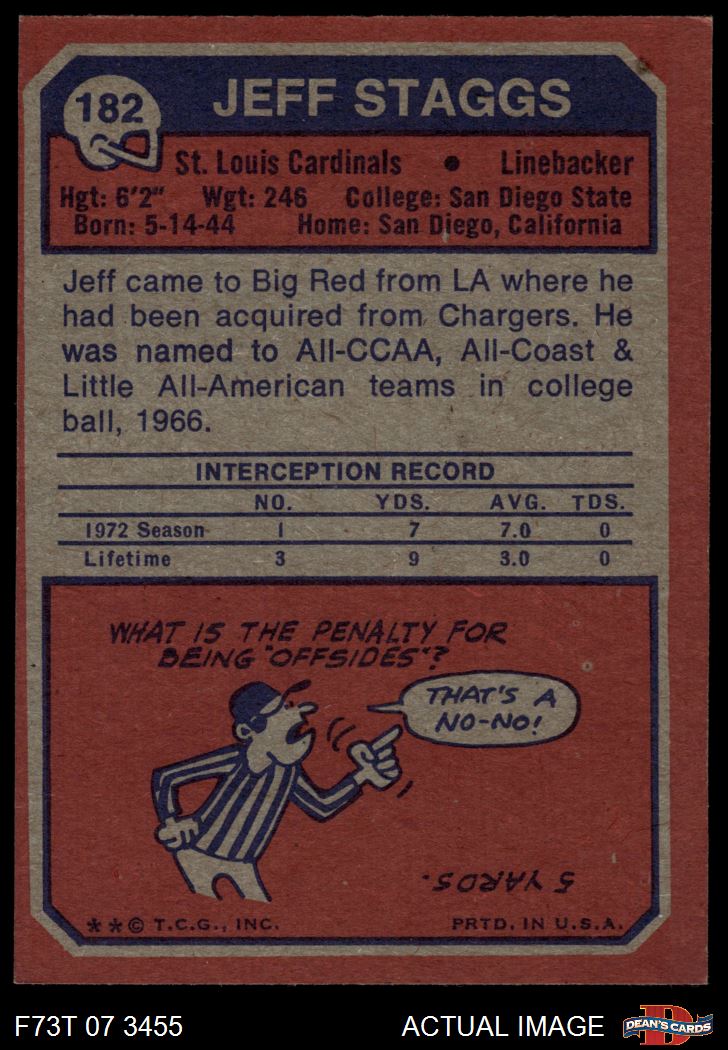 182
JEFF STAGGS
St. Louis Cardinals • Linebacker
Hgt: 6'2" Wgt: 246 College: San Diego State
Born: 5-14-44 Home: San Diego, California
Jeff came to Big Red from LA where he
had been acquired from Chargers. He
was named to All-CCAA, All-Coast &
Little All-American teams in college
ball, 1966.
INTERCEPTION RECORD
NO. YDS. AVG. TDS.
1972 Season 1 7 7.0 0
Lifetime 3 9 3.0 0
WHAT IS THE PENALTY FOR
BEING "OFFSIDES"?
THAT'S A
NO-NO!
5 YARDS.
** © T.C.G., INC. PRTD. IN U.S.A.
F73T 07 3455 ACTUAL IMAGE
D
DEAN'S CARDS